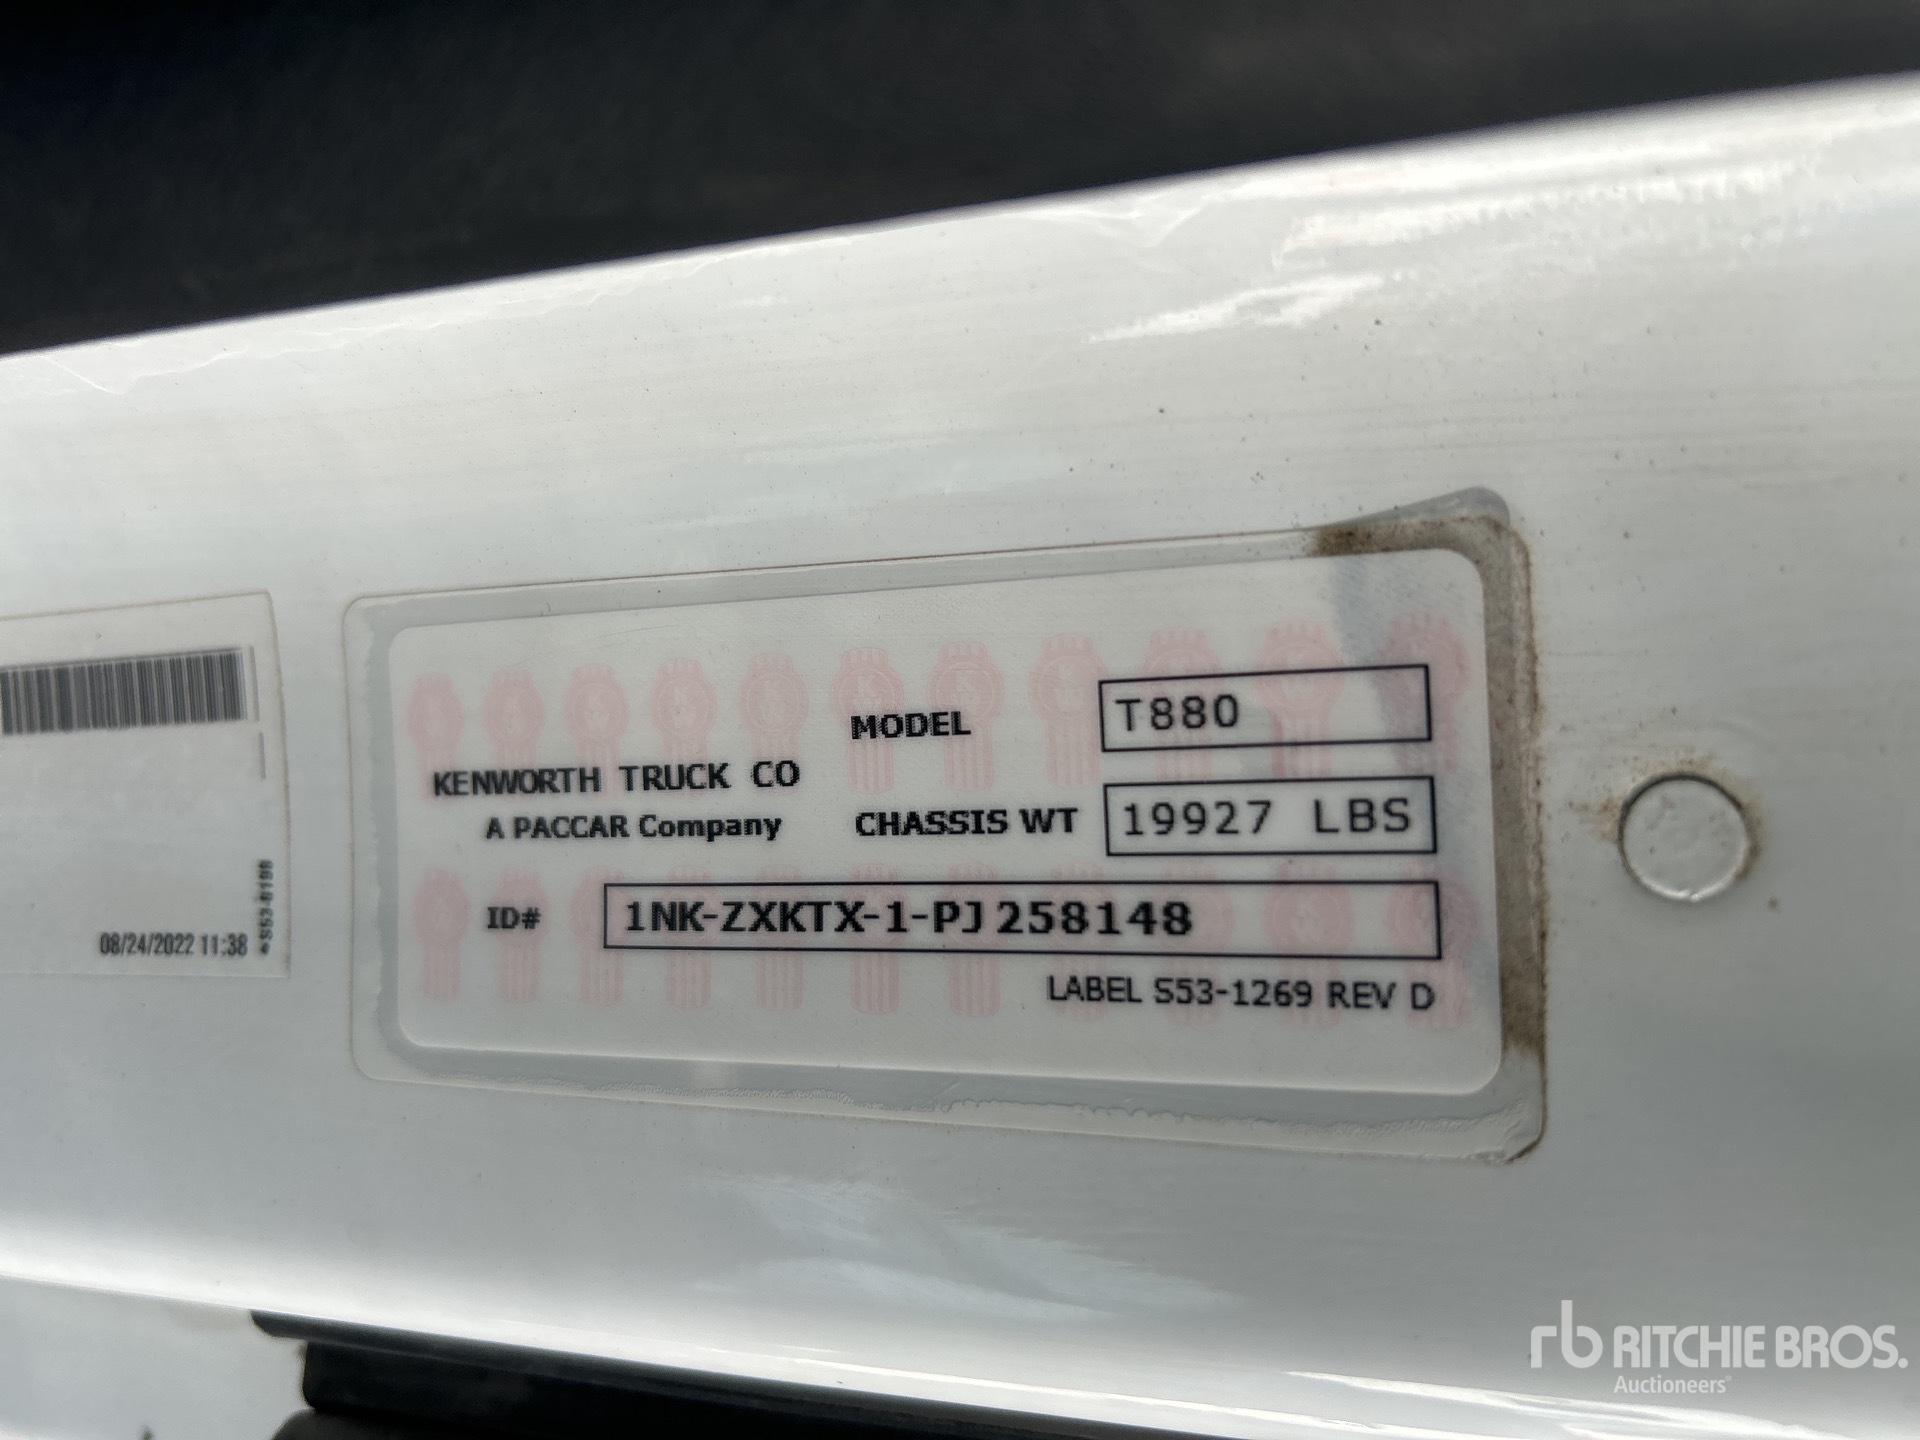 MODEL T880
KENWORTH TRUCK CO
A PACCAR Company
CHASSIS WT 19927 LBS
ID# 1NK-ZXKTX-1-PJ258148
LABEL S53-1269 REV D
08/24/2022 11:38
rb RITCHIE BROS.
Auctioneers